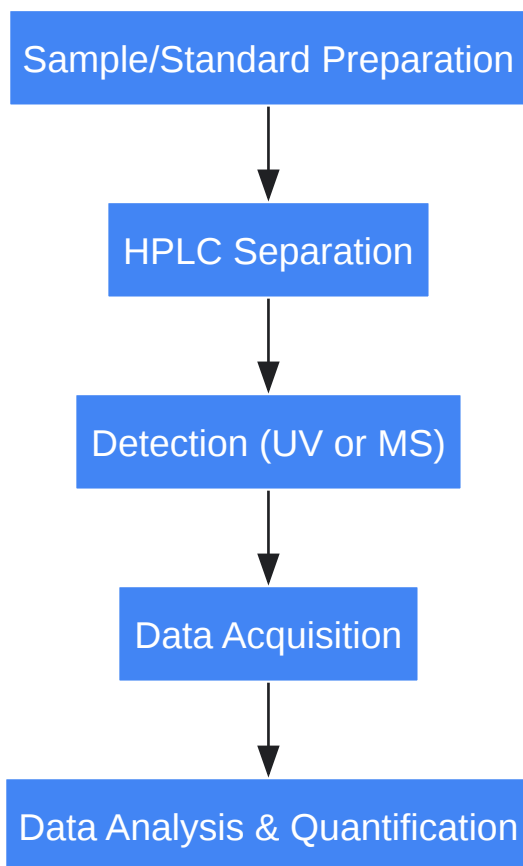 Sample/Standard Preparation
HPLC Separation
Detection (UV or MS)
Data Acquisition
Data Analysis & Quantification